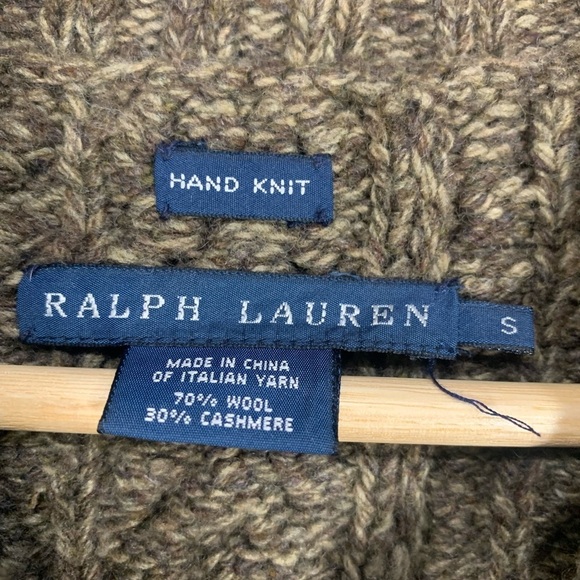 HAND KNIT
RALPH LAUREN S
MADE IN CHINA
OF ITALIAN YARN
70% WOOL
30% CASHMERE